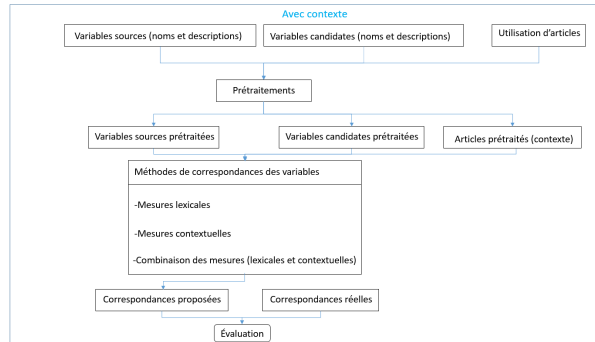 Avec contexte
Variables sources (noms et descriptions)
Variables candidates (noms et descriptions)
Utilisation d'articles
Prétraitements
Variables sources prétraitées
Variables candidates prétraitées
Articles prétraités (contexte)
Méthodes de correspondances des variables
-Mesures lexicales
-Mesures contextuelles
-Combinaison des mesures (lexicales et contextuelles)
Correspondances proposées
Correspondances réelles
Évaluation